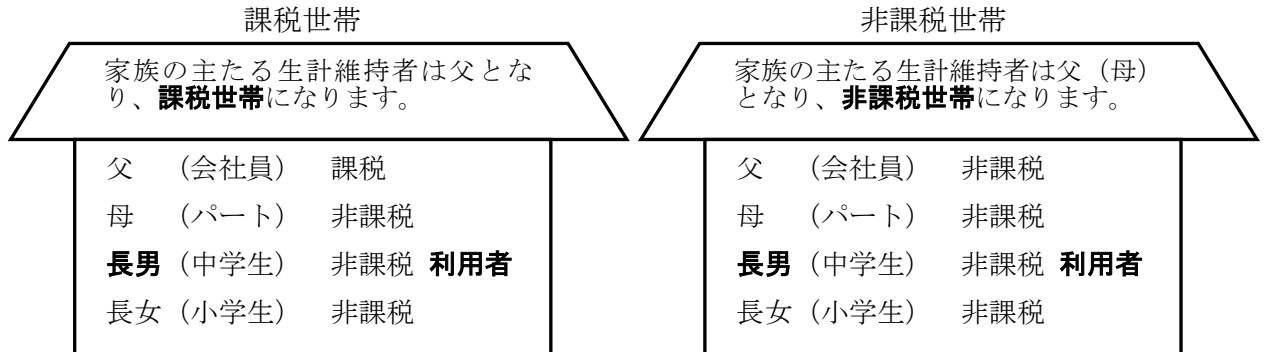 課税世帯
家族の主たる生計維持者は父とな
り、課税世帯になります。
父 （会社員） 課税
母 （パート） 非課税
長男（中学生） 非課税 利用者
長女（小学生） 非課税
非課税世帯
家族の主たる生計維持者は父（母）
となり、非課税世帯になります。
父 （会社員） 非課税
母 （パート） 非課税
長男（中学生） 非課税 利用者
長女（小学生） 非課税